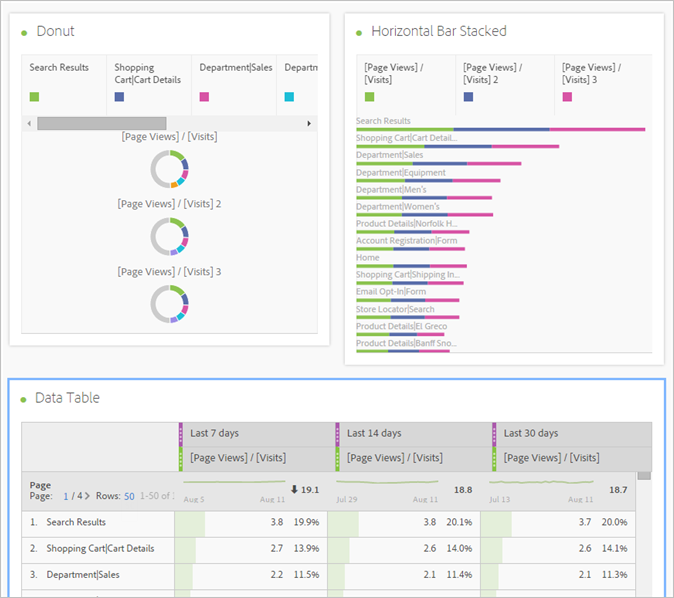 Donut
Search Results
Shopping
Cart|Cart Details
Department|Sales
Departn
[Page Views] / [Visits]
[Page Views] / [Visits] 2
[Page Views] / [Visits] 3
Horizontal Bar Stacked
[Page Views] /
[Visits]
[Page Views] /
[Visits] 2
[Page Views] /
[Visits] 3
Search Results
Shopping Cart|Cart Detail...
Department|Sales
Department|Equipment
Department|Men's
Department|Women's
Product Details|Norfolk H...
Account Registration|Form
Home
Shopping Cart|Shipping In...
Email Opt-In|Form
Store Locator|Search
Product Details|El Greco
Product Details|Banff Sno...
Data Table
Last 7 days Last 14 days Last 30 days
[Page Views] / [Visits] [Page Views] / [Visits] [Page Views] / [Visits]
Page
Page: 1 / 4 Rows: 50 1-50 of
Aug 5 Aug 11 19.1
Jul 29 Aug 11 18.8
Jul 13 Aug 11 18.7
1. Search Results 3.8 19.9% 3.8 20.1% 3.7 20.0%
2. Shopping Cart|Cart Details 2.7 13.9% 2.6 14.0% 2.6 14.1%
3. Department|Sales 2.2 11.5% 2.1 11.4% 2.1 11.3%